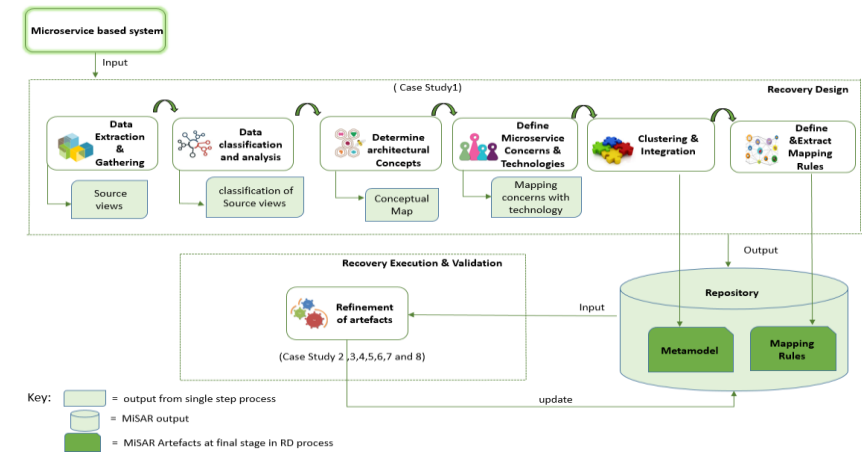 Microservice based system
Input
( Case Study1)
Recovery Design
Data
Extraction
&
Gathering
Data
classification
and analysis
Determine
architectural
Concepts
Define
Microservice
Concerns &
Technologies
Clustering &
Integration
Define
&Extract
Mapping
Rules
Source
views
classification of
Source views
Conceptual
Map
Mapping
concerns with
technology
Output
Recovery Execution & Validation
Refinement
of artefacts
(Case Study 2 ,3,4,5,6,7 and 8)
Input
Repository
Metamodel
Mapping
Rules
update
Key:
= output from single step process
= MiSAR output
= MiSAR Artefacts at final stage in RD process